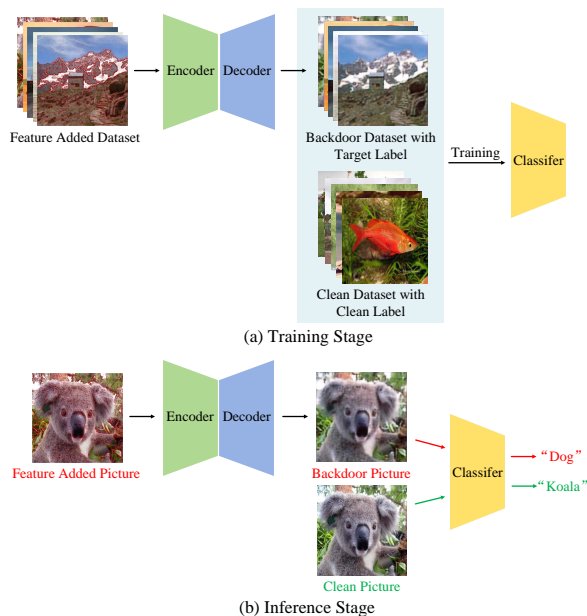 Encoder
Decoder
Feature Added Dataset
Backdoor Dataset with
Target Label
Training
Classifer
Clean Dataset with
Clean Label
(a) Training Stage
Encoder
Decoder
Feature Added Picture
Backdoor Picture
Classifer
“Dog”
“Koala”
Clean Picture
(b) Inference Stage